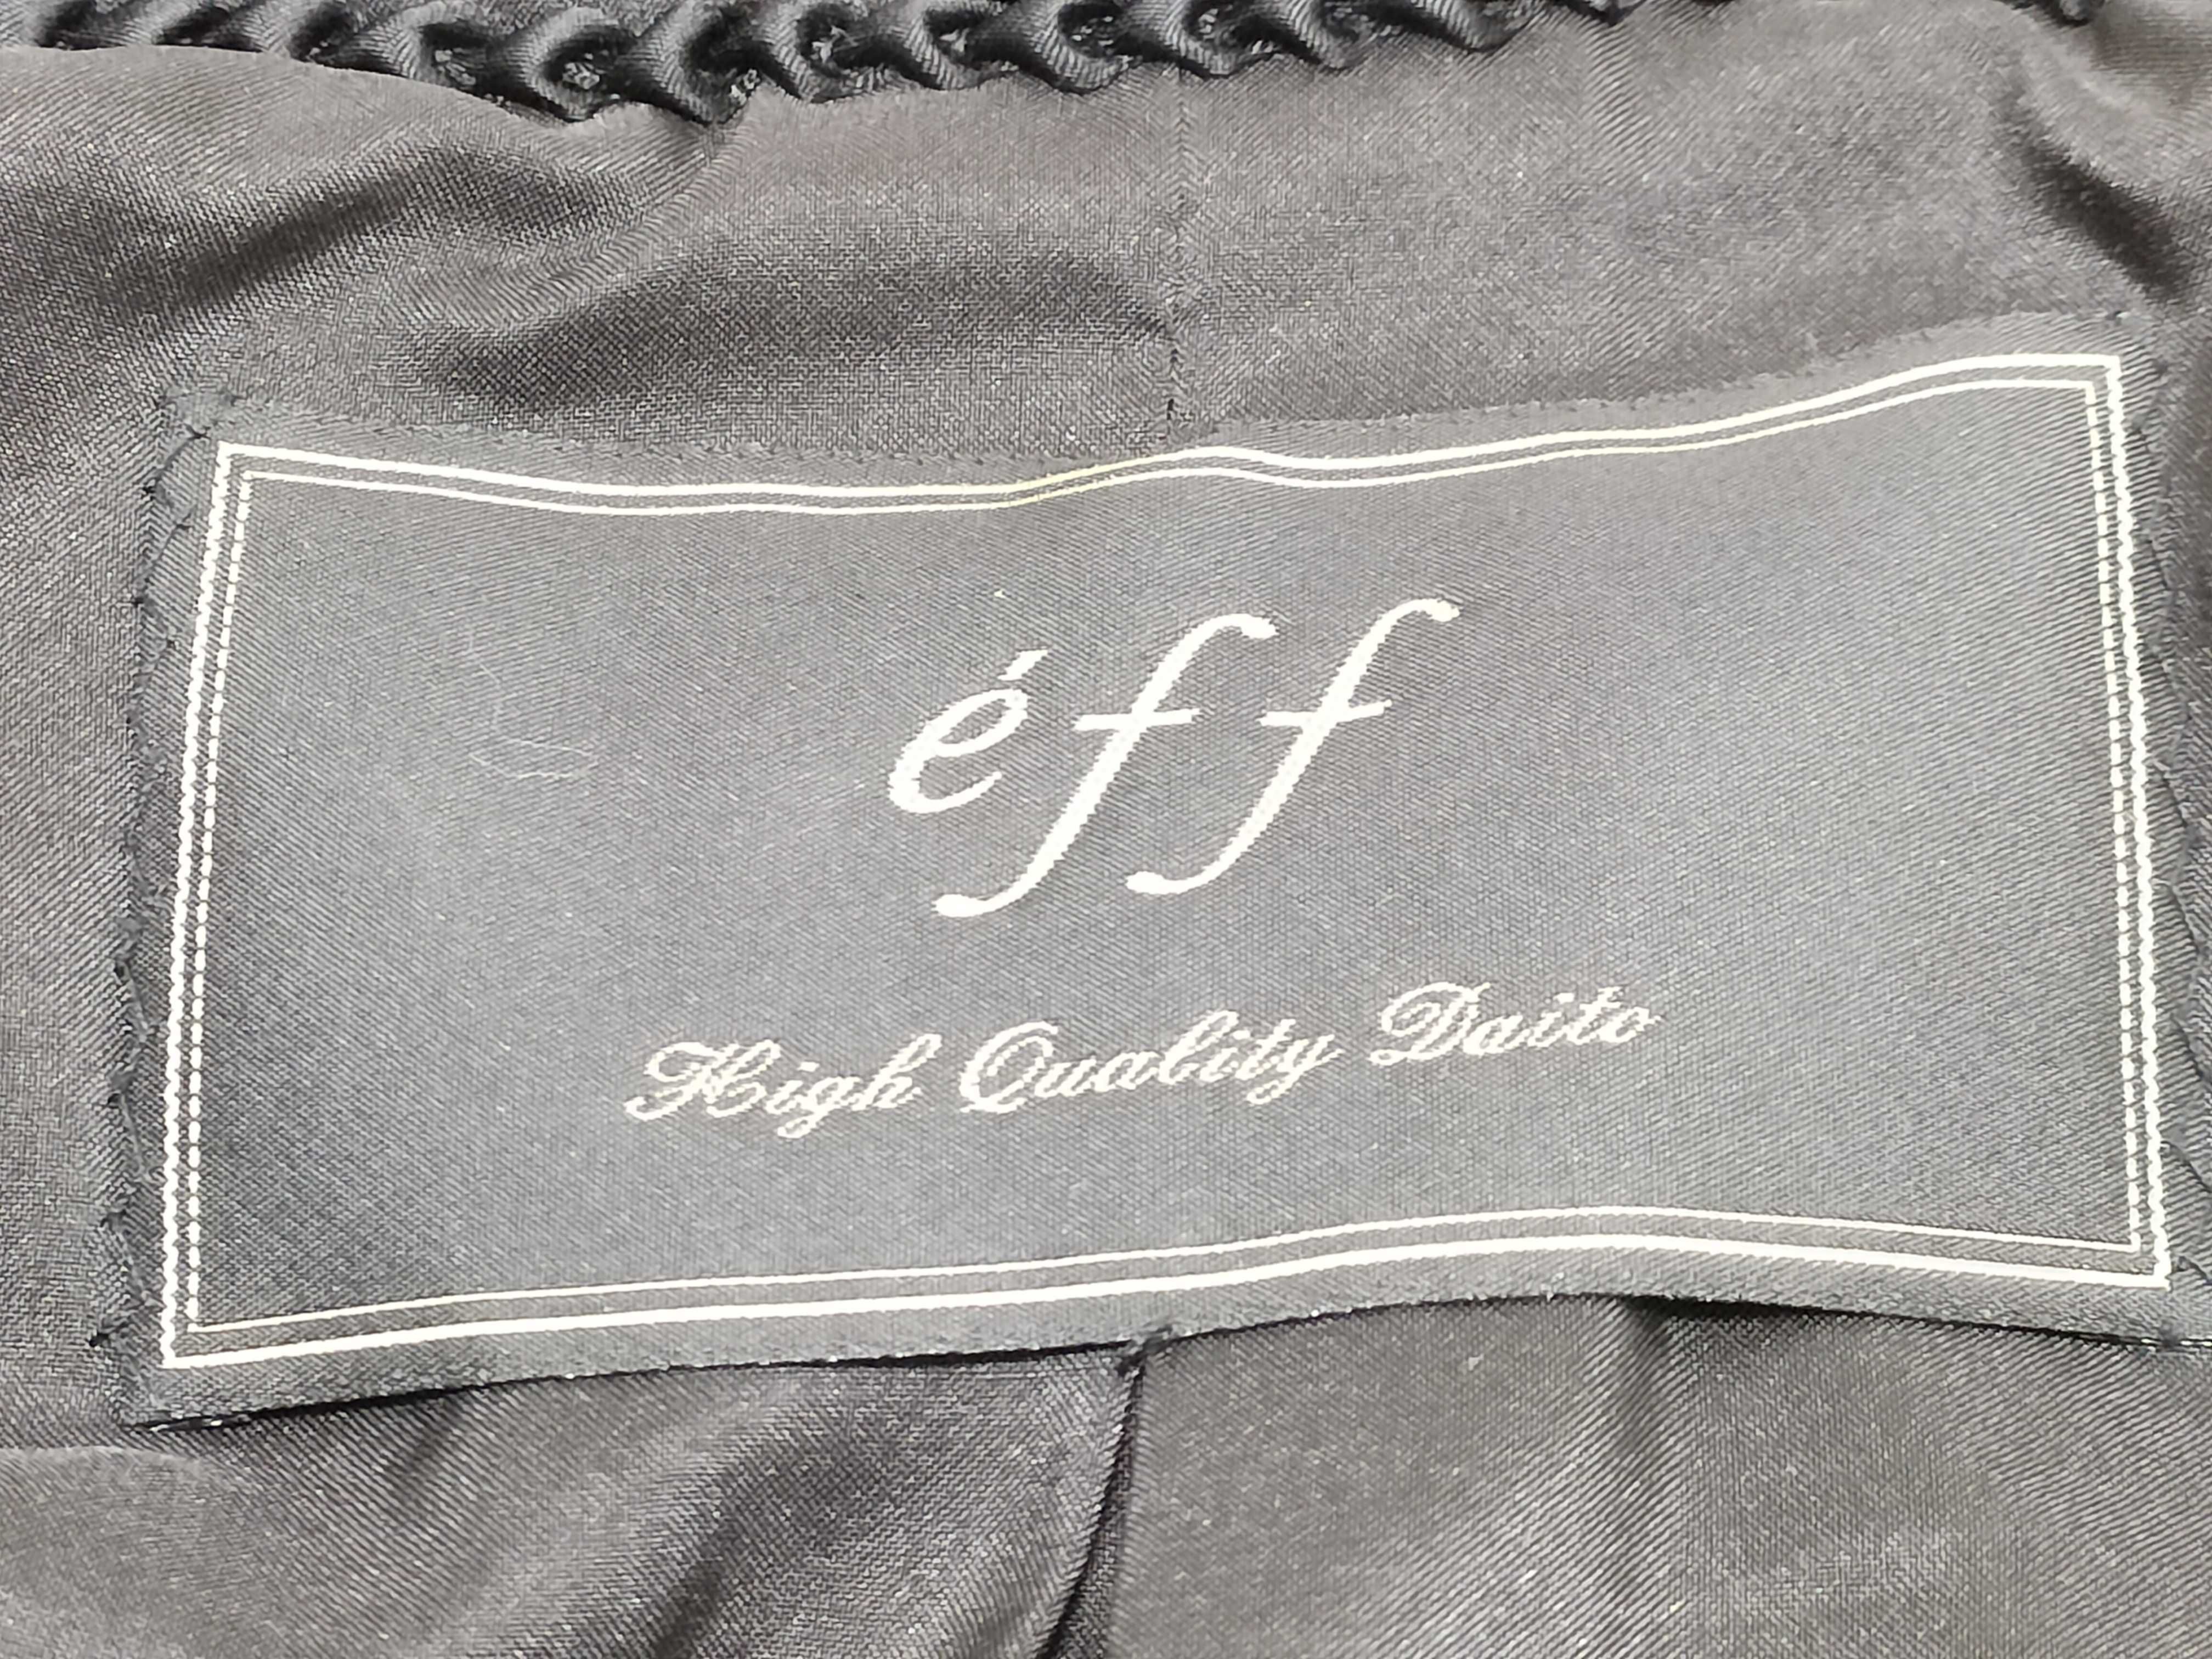 éff
High Quality Daito